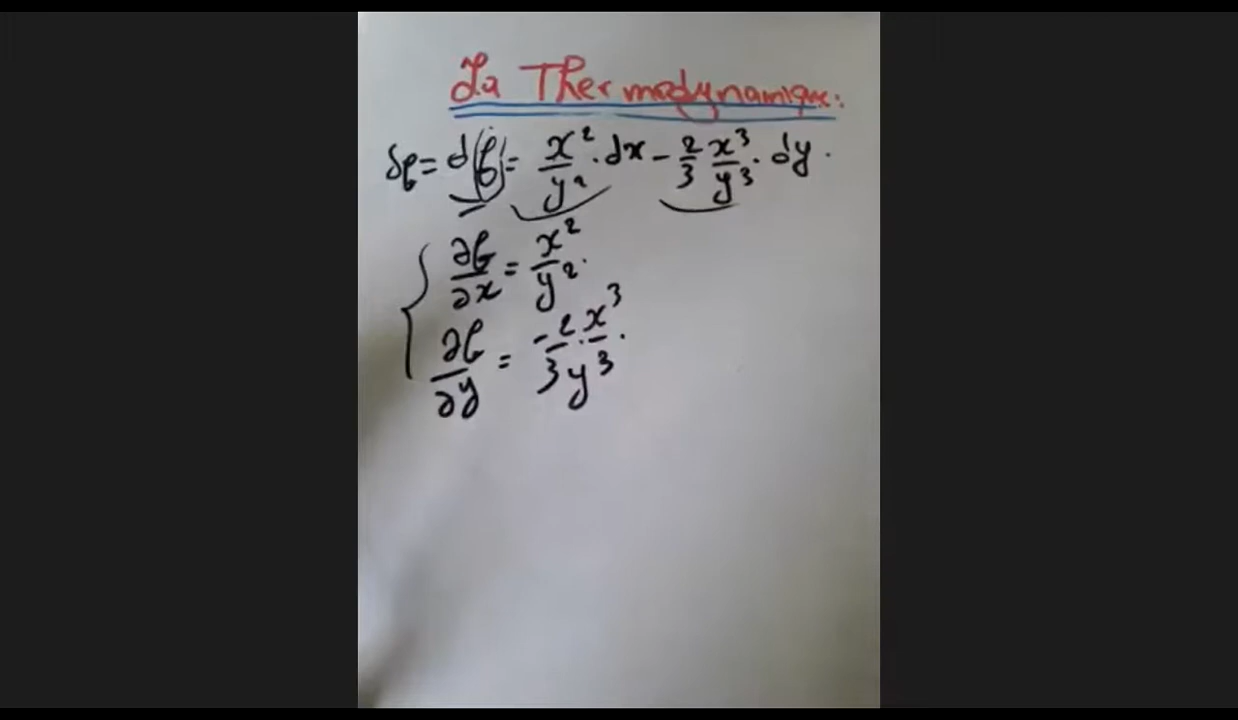 La Thermodynamique:
δf = d(f) = x²/y² . dx - 2/3 x³/y³ . dy .
∂f/∂x = x²/y² .
∂f/∂y = -2/3 . x³/y³ .